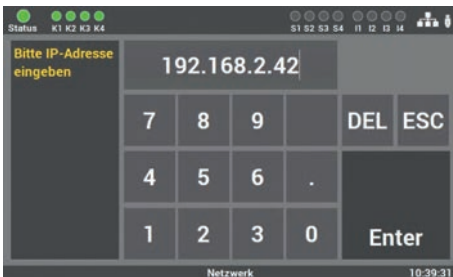 Status K1 K2 K3 K4 S1 S2 S3 S4 I1 I2 I3 I4
Bitte IP-Adresse
eingeben
192.168.2.42
7 8 9 DEL ESC
4 5 6 .
1 2 3 0 Enter
Netzwerk 10:39:31